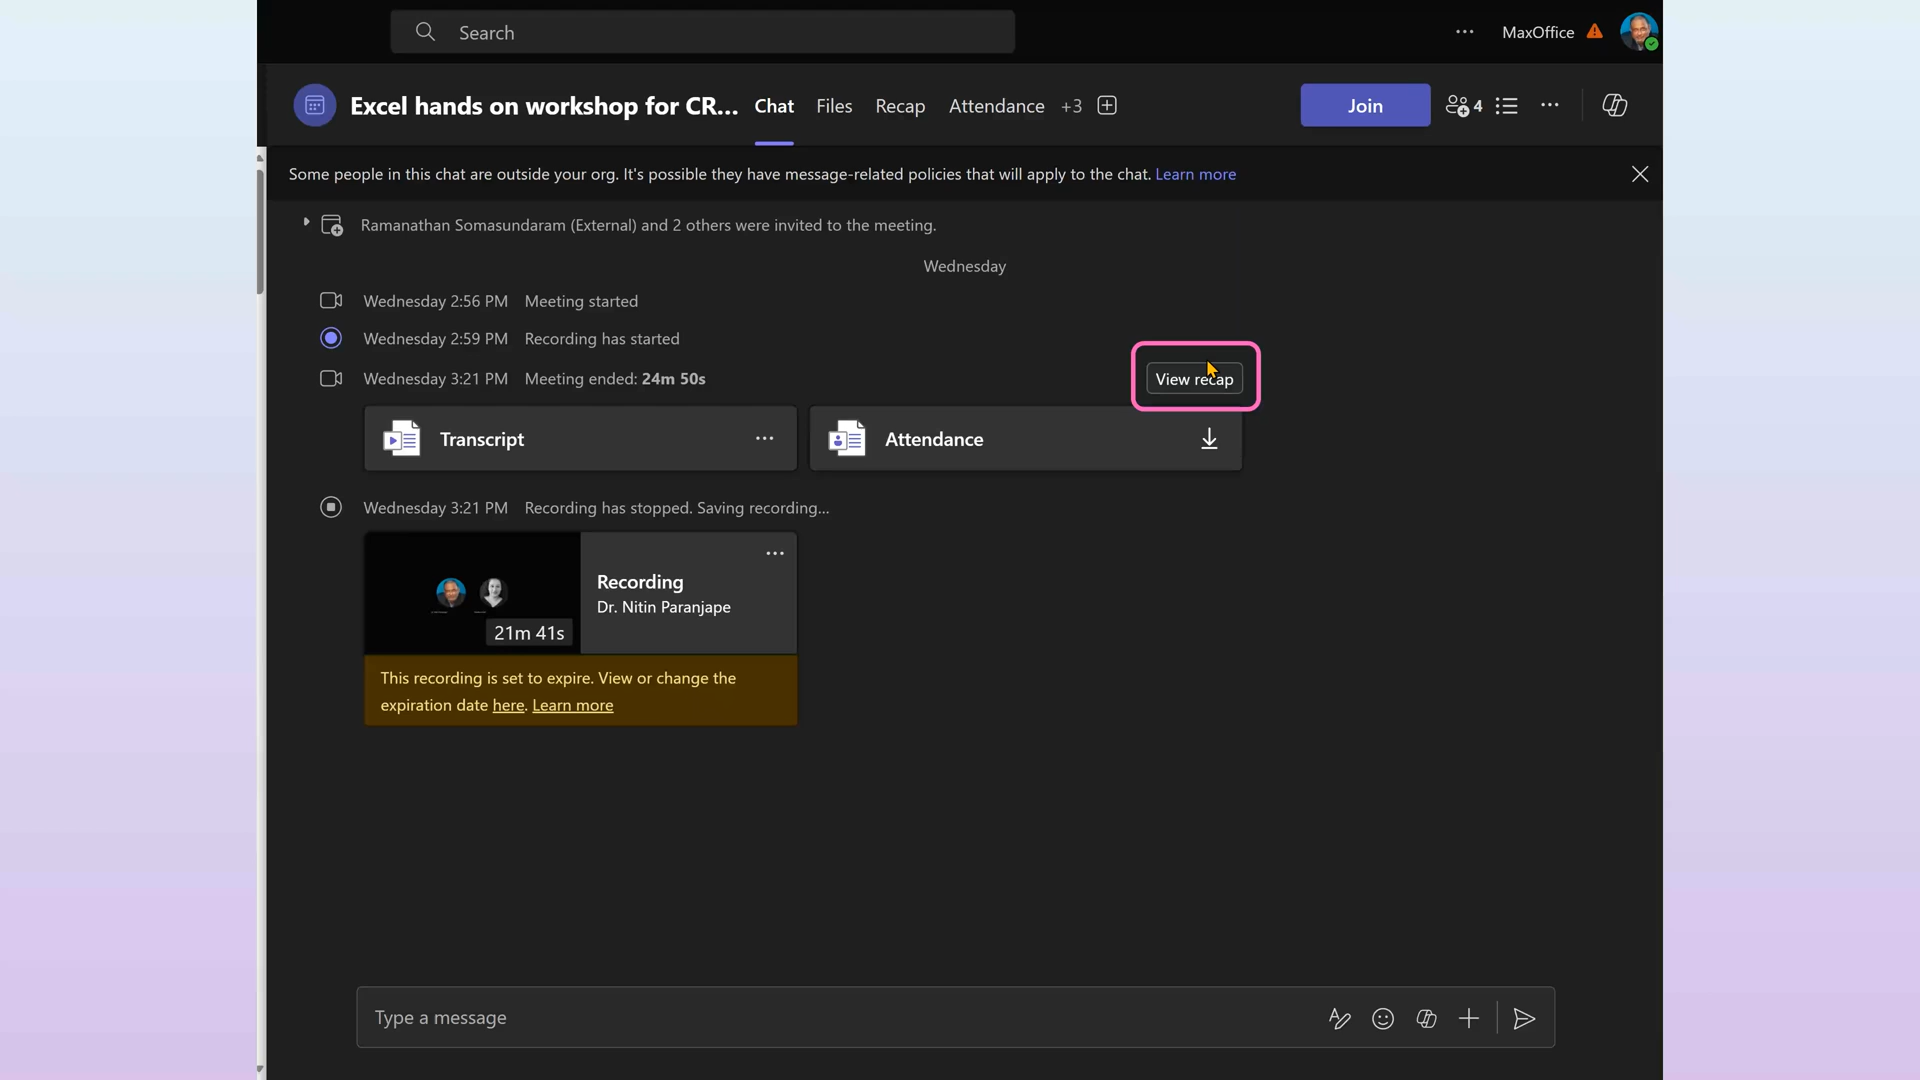 Search
MaxOffice
Excel hands on workshop for CR... Chat Files Recap Attendance +3 Join 4
Some people in this chat are outside your org. It's possible they have message-related policies that will apply to the chat. Learn more
Ramanathan Somasundaram (External) and 2 others were invited to the meeting.
Wednesday
Wednesday 2:56 PM Meeting started
Wednesday 2:59 PM Recording has started
Wednesday 3:21 PM Meeting ended: 24m 50s View recap
Transcript
Attendance
Wednesday 3:21 PM Recording has stopped. Saving recording...
Recording
Dr. Nitin Paranjape
21m 41s
This recording is set to expire. View or change the
expiration date here. Learn more
Type a message